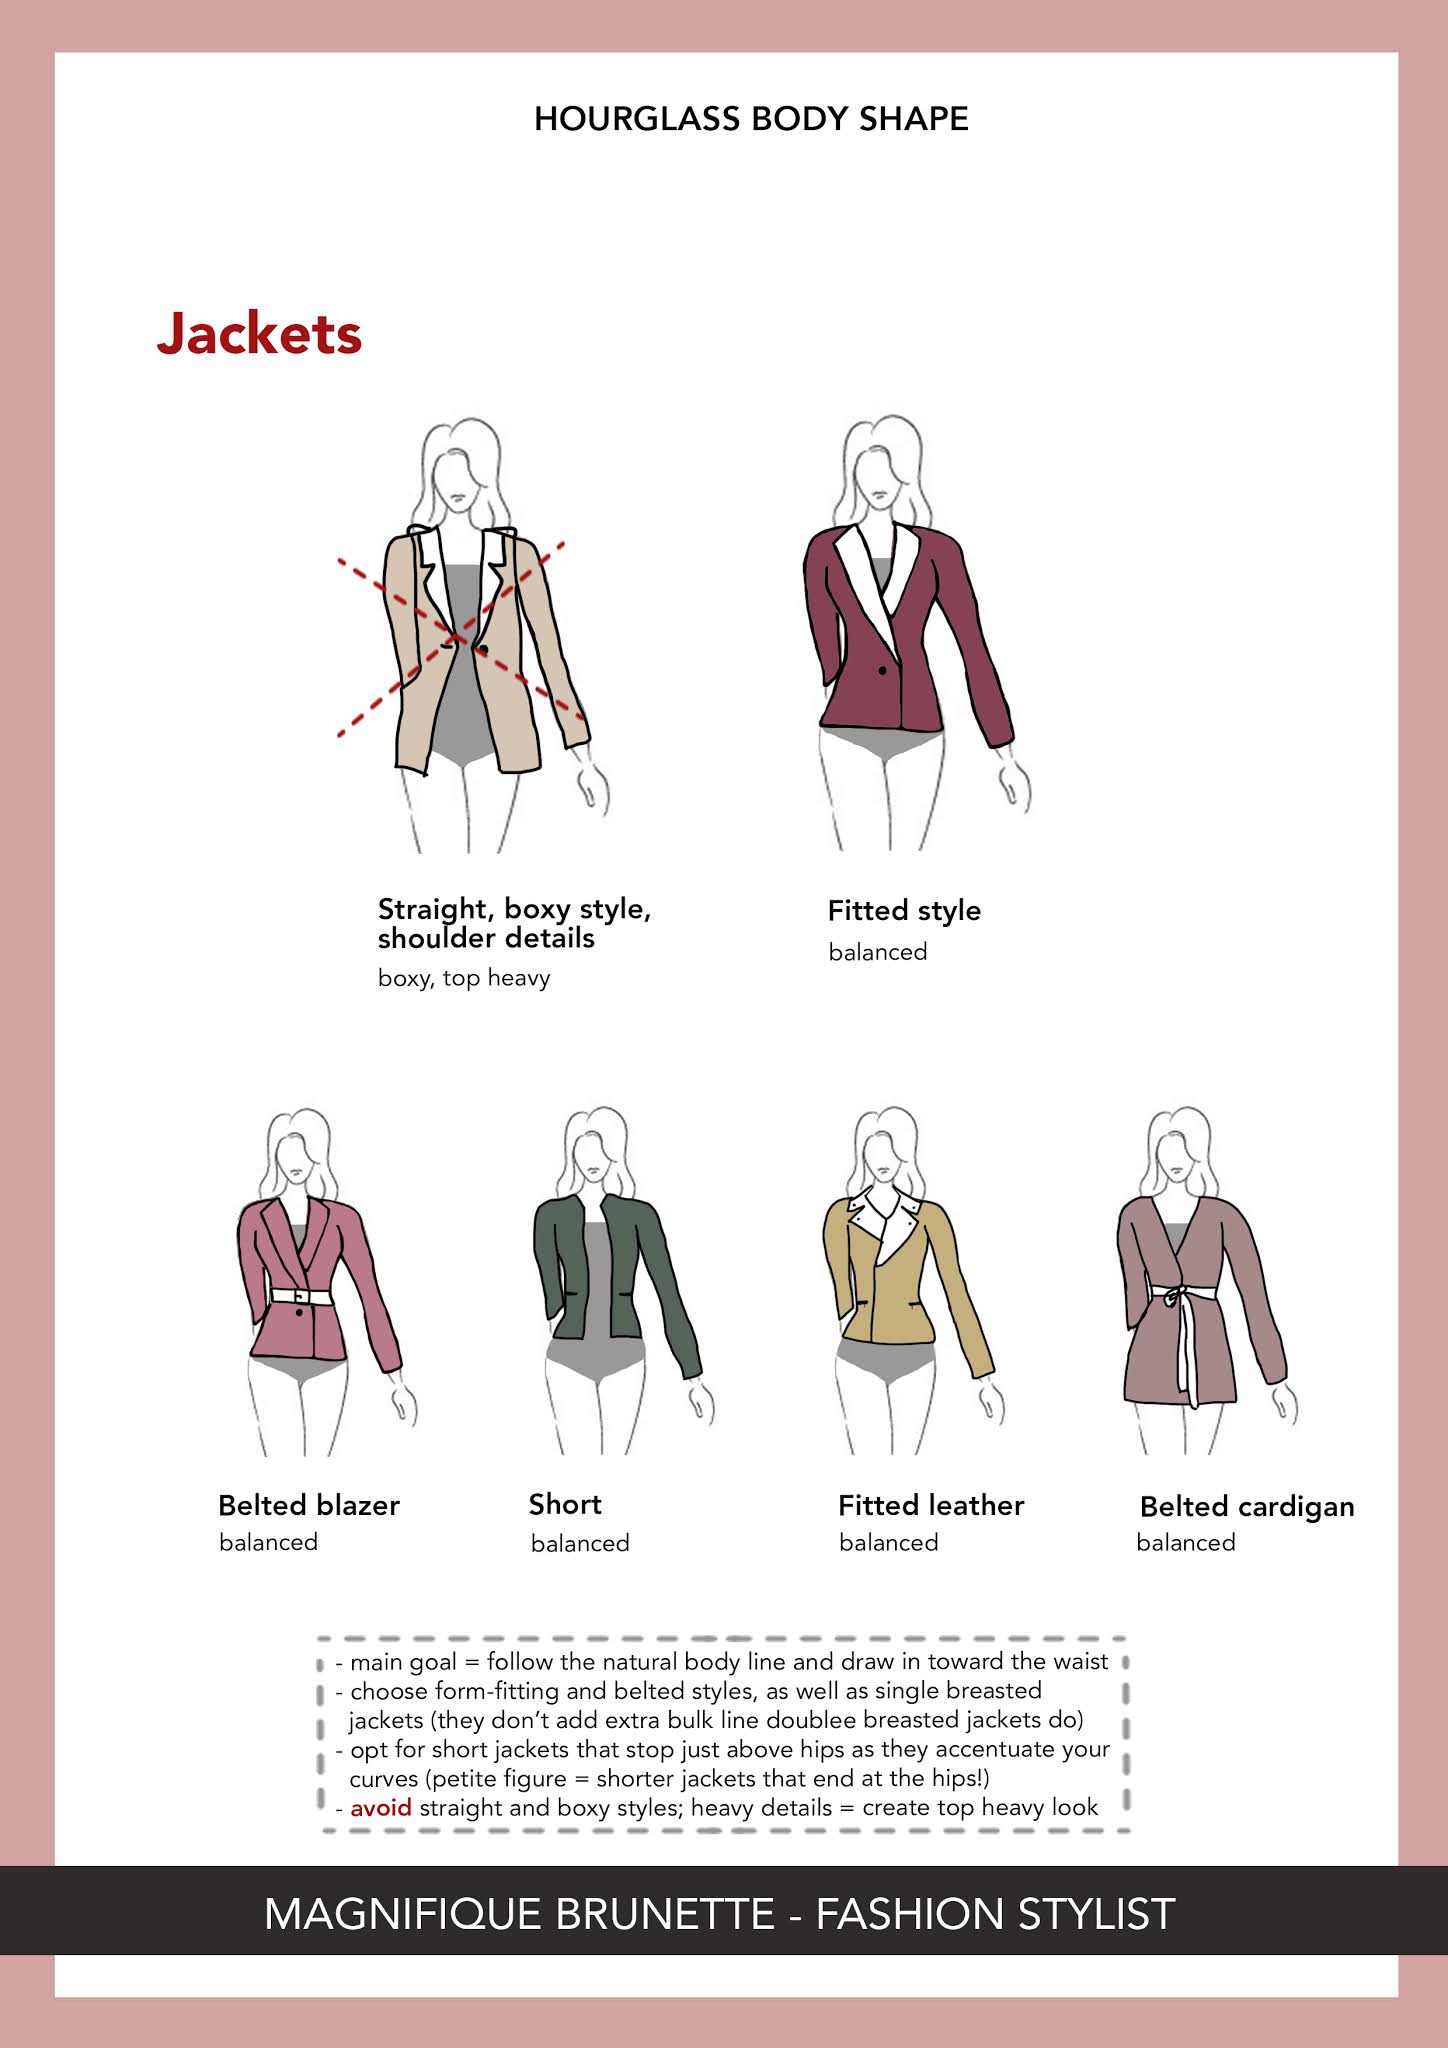 HOURGLASS BODY SHAPE
Jackets
Straight, boxy style,
shoulder details
boxy, top heavy
Fitted style
balanced
Belted blazer
balanced
Short
balanced
Fitted leather
balanced
Belted cardigan
balanced
- main goal = follow the natural body line and draw in toward the waist
- choose form-fitting and belted styles, as well as single breasted
jackets (they don't add extra bulk line doublee breasted jackets do)
- opt for short jackets that stop just above hips as they accentuate your
curves (petite figure = shorter jackets that end at the hips!)
- avoid straight and boxy styles; heavy details = create top heavy look
MAGNIFIQUE BRUNETTE - FASHION STYLIST